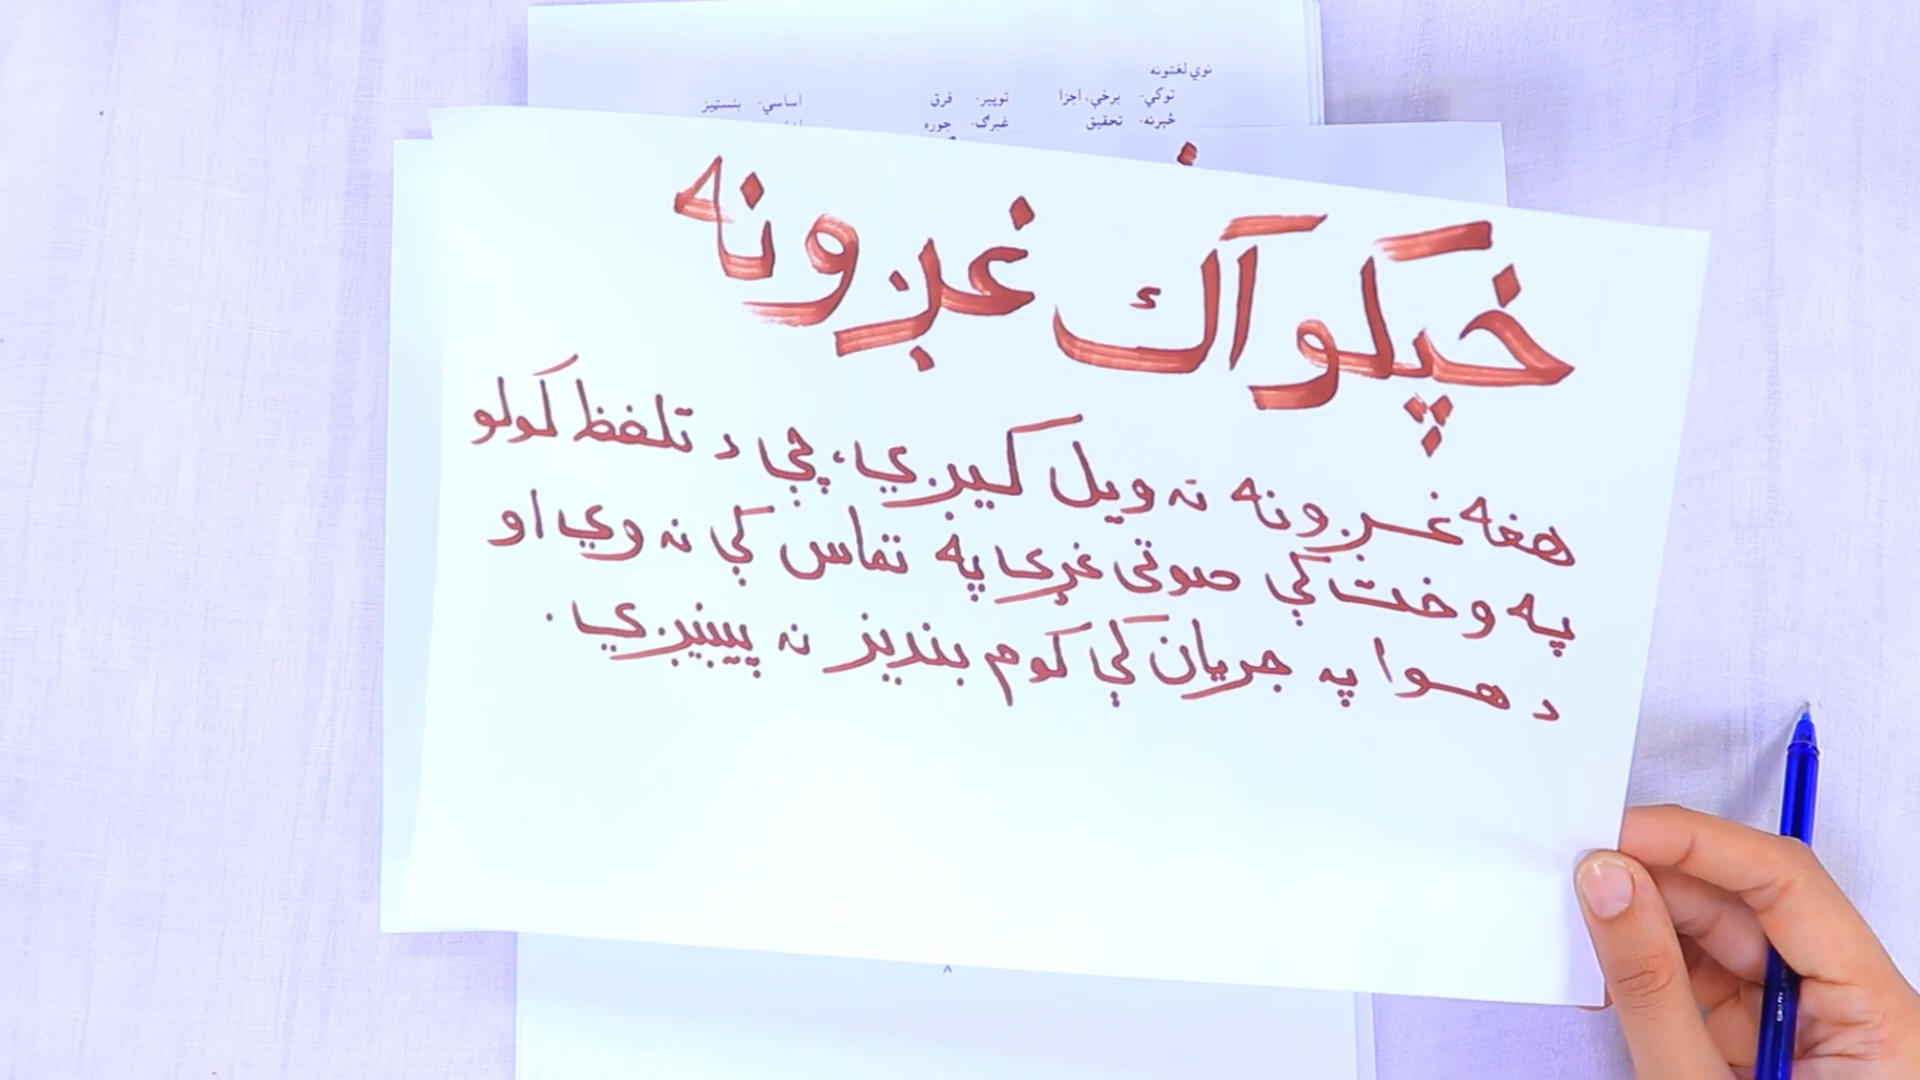 نوي لغتونه
توکي- برخې، اجزا توپیر- فرق اساسي- بنسټیز
څېړنه- تحقیق غبرګ- جوړه
خپلواک غږونه
هغه غږونه ته ویل کیږي، چې د تلفظ کولو
په وخت کې صوتي غړي په تماس کې نه وي او
د هوا په جریان کې کوم بندیز نه پیښیږي.
۸